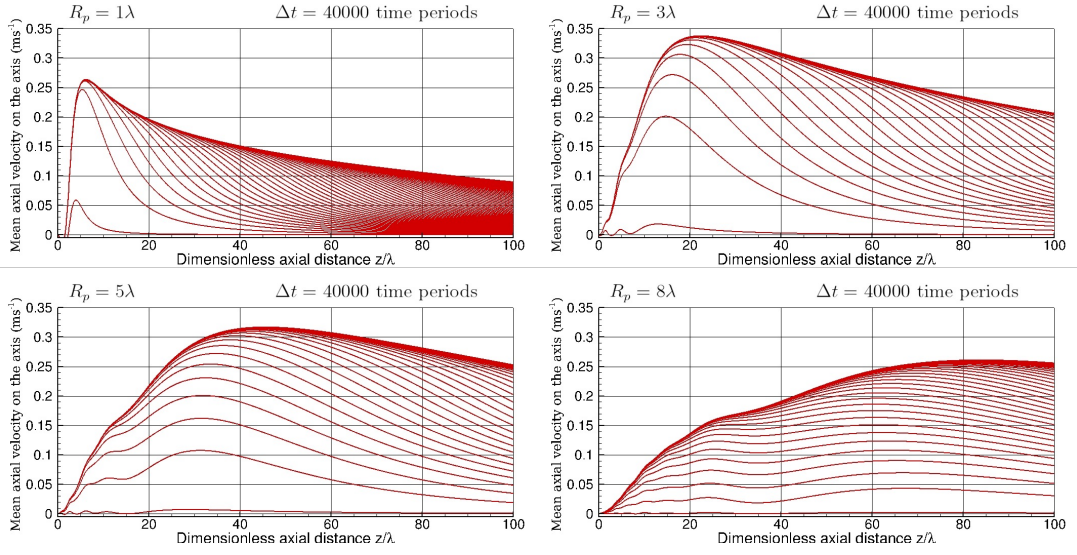 R_p = 1λ Δt = 40000 time periods
Mean axial velocity on the axis (ms⁻¹)
0.35
0.3
0.25
0.2
0.15
0.1
0.05
0
0 20 40 60 80 100
Dimensionless axial distance z/λ
R_p = 3λ Δt = 40000 time periods
Mean axial velocity on the axis (ms⁻¹)
0.35
0.3
0.25
0.2
0.15
0.1
0.05
0
0 20 40 60 80 100
Dimensionless axial distance z/λ
R_p = 5λ Δt = 40000 time periods
Mean axial velocity on the axis (ms⁻¹)
0.35
0.3
0.25
0.2
0.15
0.1
0.05
0
0 20 40 60 80 100
Dimensionless axial distance z/λ
R_p = 8λ Δt = 40000 time periods
Mean axial velocity on the axis (ms⁻¹)
0.35
0.3
0.25
0.2
0.15
0.1
0.05
0
0 20 40 60 80 100
Dimensionless axial distance z/λ